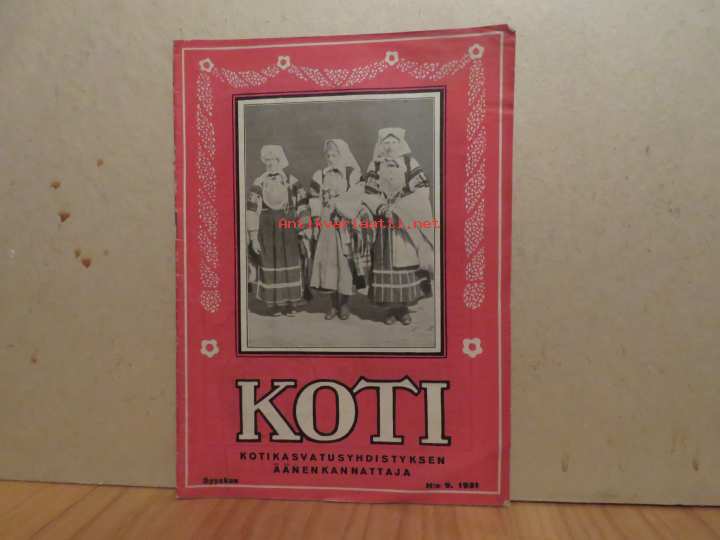 Antikvariaatti.net
KOTI
KOTIKASVATUSYHDISTYKSEN
ÄÄNENKANNATTAJA
Syyskuu N:o 9. 1931